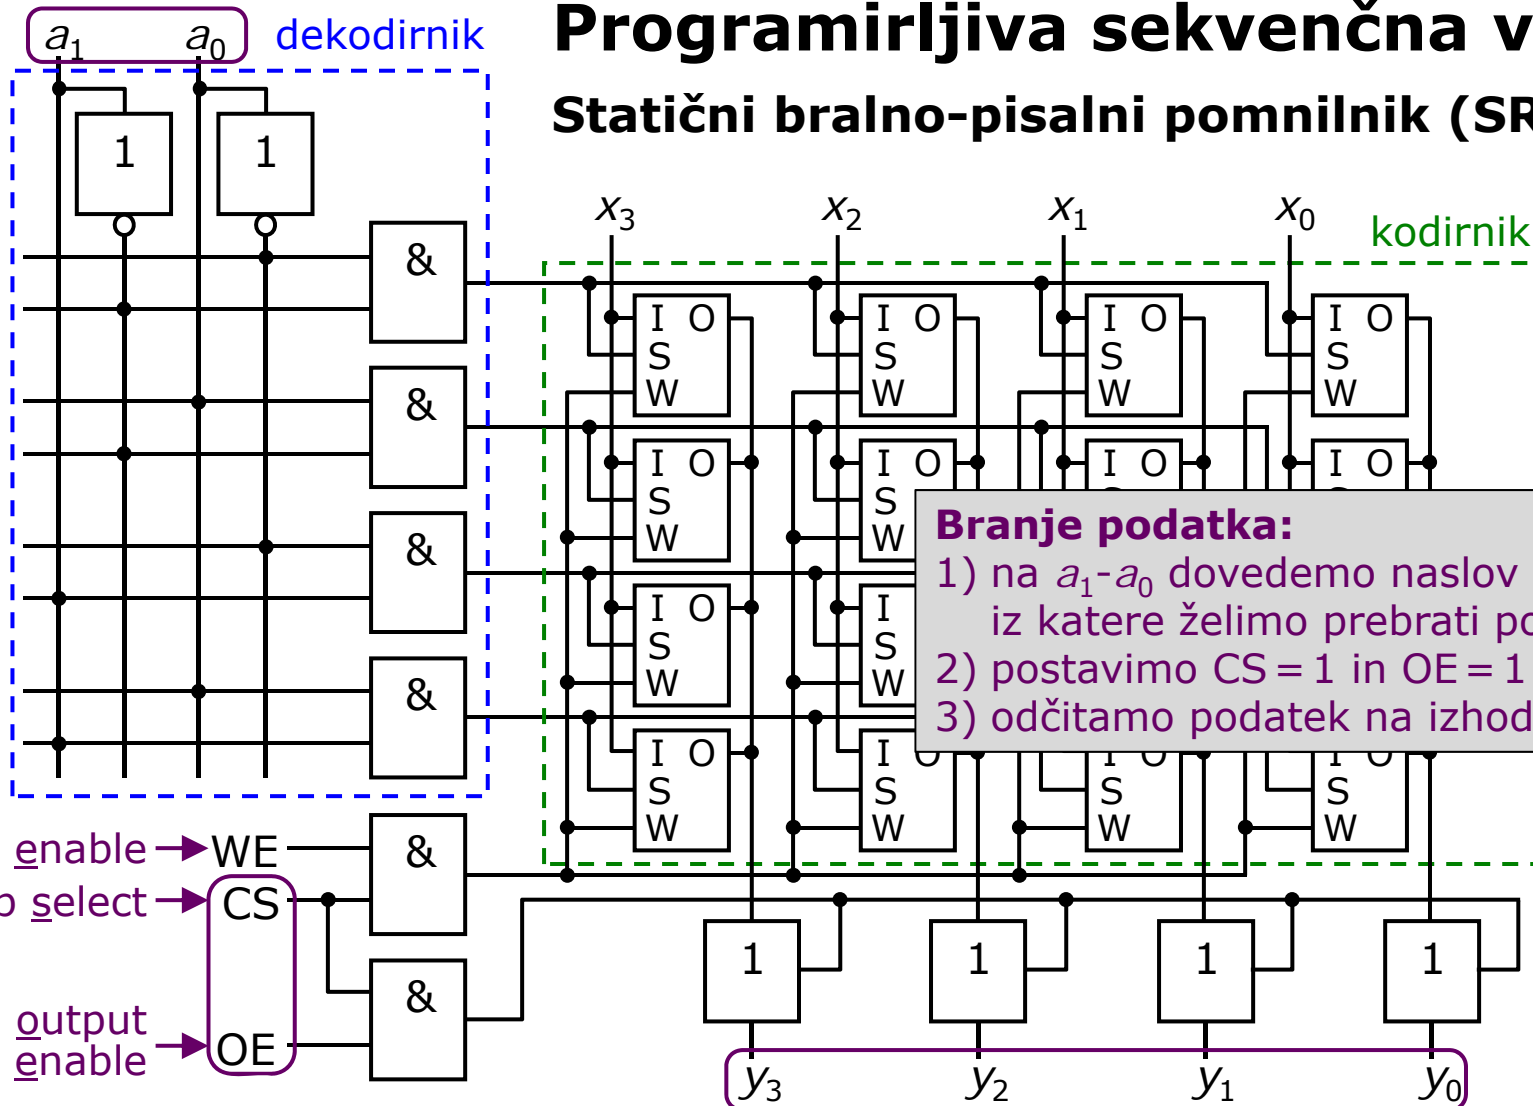 a1 a0 dekodirnik
Programirljiva sekvenčna v
Statični bralno-pisalni pomnilnik (SR
1 1
x3 x2 x1 x0
kodirnik
&
&
&
&
I O I O I O I O
S S S S
W W W W
I O I O I O I O
S S
W W
I O I
S S
W W
I O I I I
S S S S
W W W W
Branje podatka:
1) na a1-a0 dovedemo naslov
iz katere želimo prebrati po
2) postavimo CS = 1 in OE = 1
3) odčitamo podatek na izhod
enable WE &
select CS
output
enable OE &
1 1 1 1
y3 y2 y1 y0